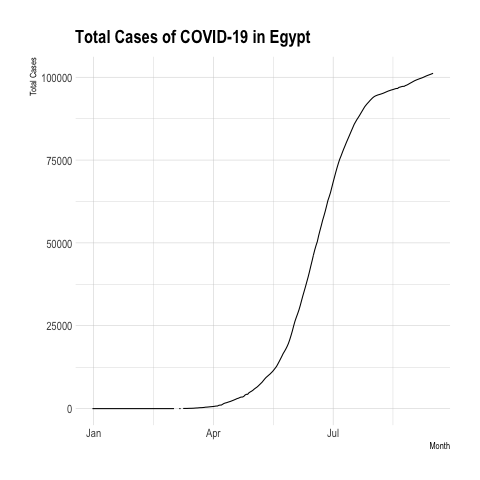 Total Cases of COVID-19 in Egypt
Total Cases
100000
75000
50000
25000
0
Jan Apr Jul
Month